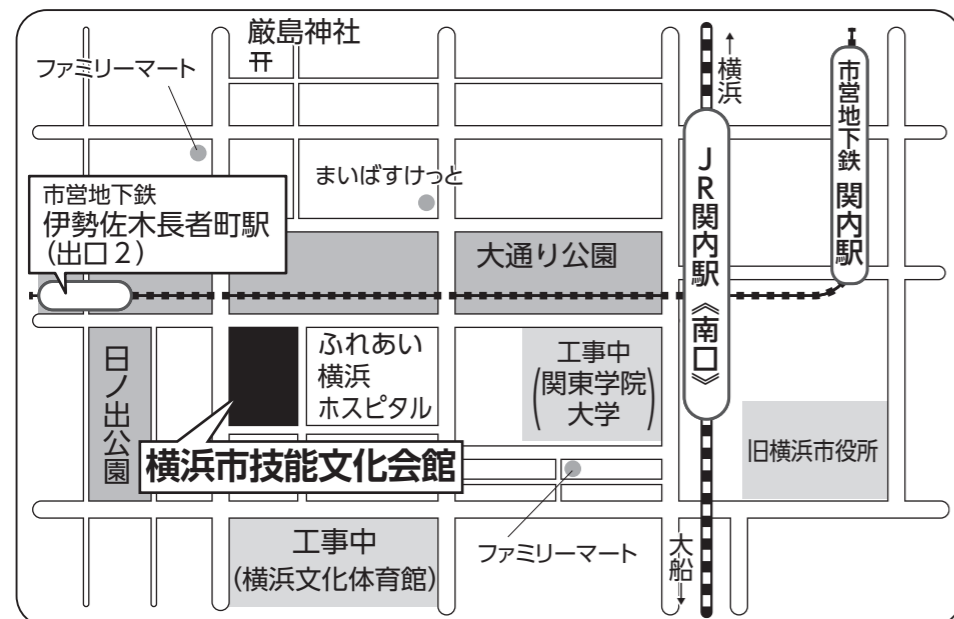 厳島神社
ファミリーマート
まいばすけっと
市営地下鉄
伊勢佐木長者町駅
(出口2)
大通り公園
↑横浜
JR関内駅《南口》
市営地下鉄 関内駅
日ノ出公園
ふれあい
横浜
ホスピタル
工事中
(関東学院
大学)
旧横浜市役所
横浜市技能文化会館
工事中
(横浜文化体育館)
ファミリーマート
大船↓